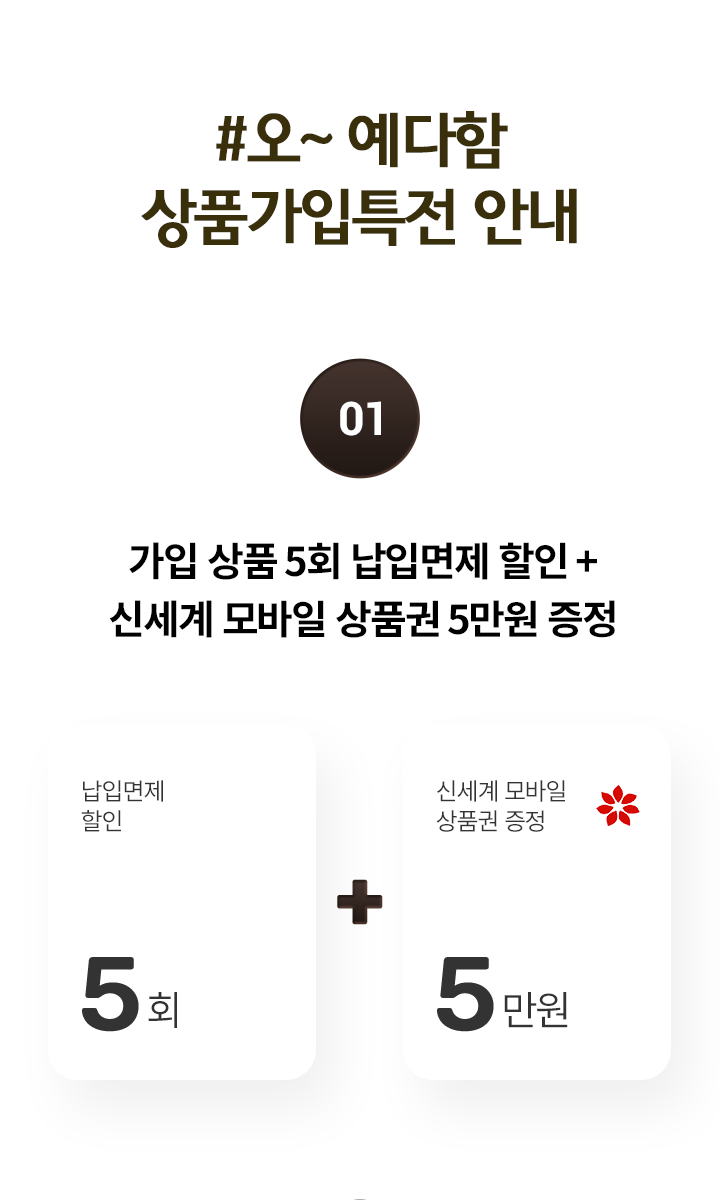 #오~ 예다함
상품가입특전 안내
01
가입 상품 5회 납입면제 할인 +
신세계 모바일 상품권 5만원 증정
납입면제
할인
5 회
신세계 모바일
상품권 증정
5 만원